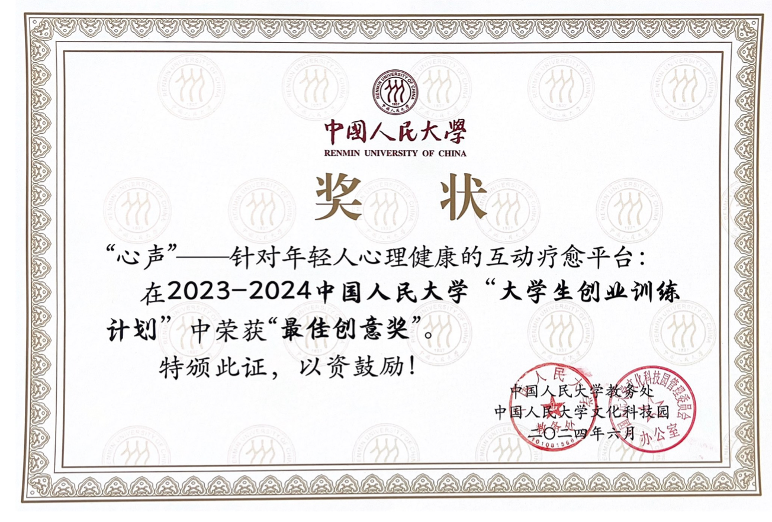 中国人民大学
RENMIN UNIVERSITY OF CHINA
奖 状
“心声”——针对年轻人心理健康的互动疗愈平台：
在2023-2024中国人民大学“大学生创业训练
计划”中荣获“最佳创意奖”。
特颁此证，以资鼓励！
中国人民大学教务处
中国人民大学文化科技园
二〇二四年六月
教务处
办公室